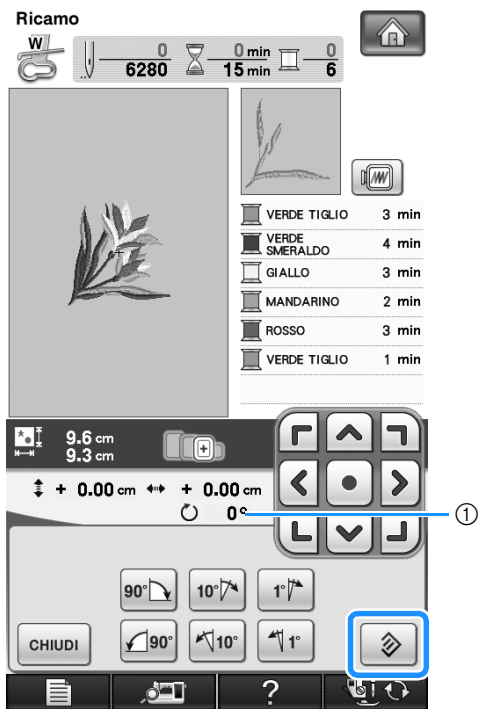 Ricamo
W
0 0 min 0
6280 15 min 6
VERDE TIGLIO 3 min
VERDE SMERALDO 4 min
GIALLO 3 min
MANDARINO 2 min
ROSSO 3 min
VERDE TIGLIO 1 min
9.6 cm
9.3 cm
+ 0.00 cm + 0.00 cm
0°
①
90° 10° 1°
CHIUDI 90° 10° 1°
?